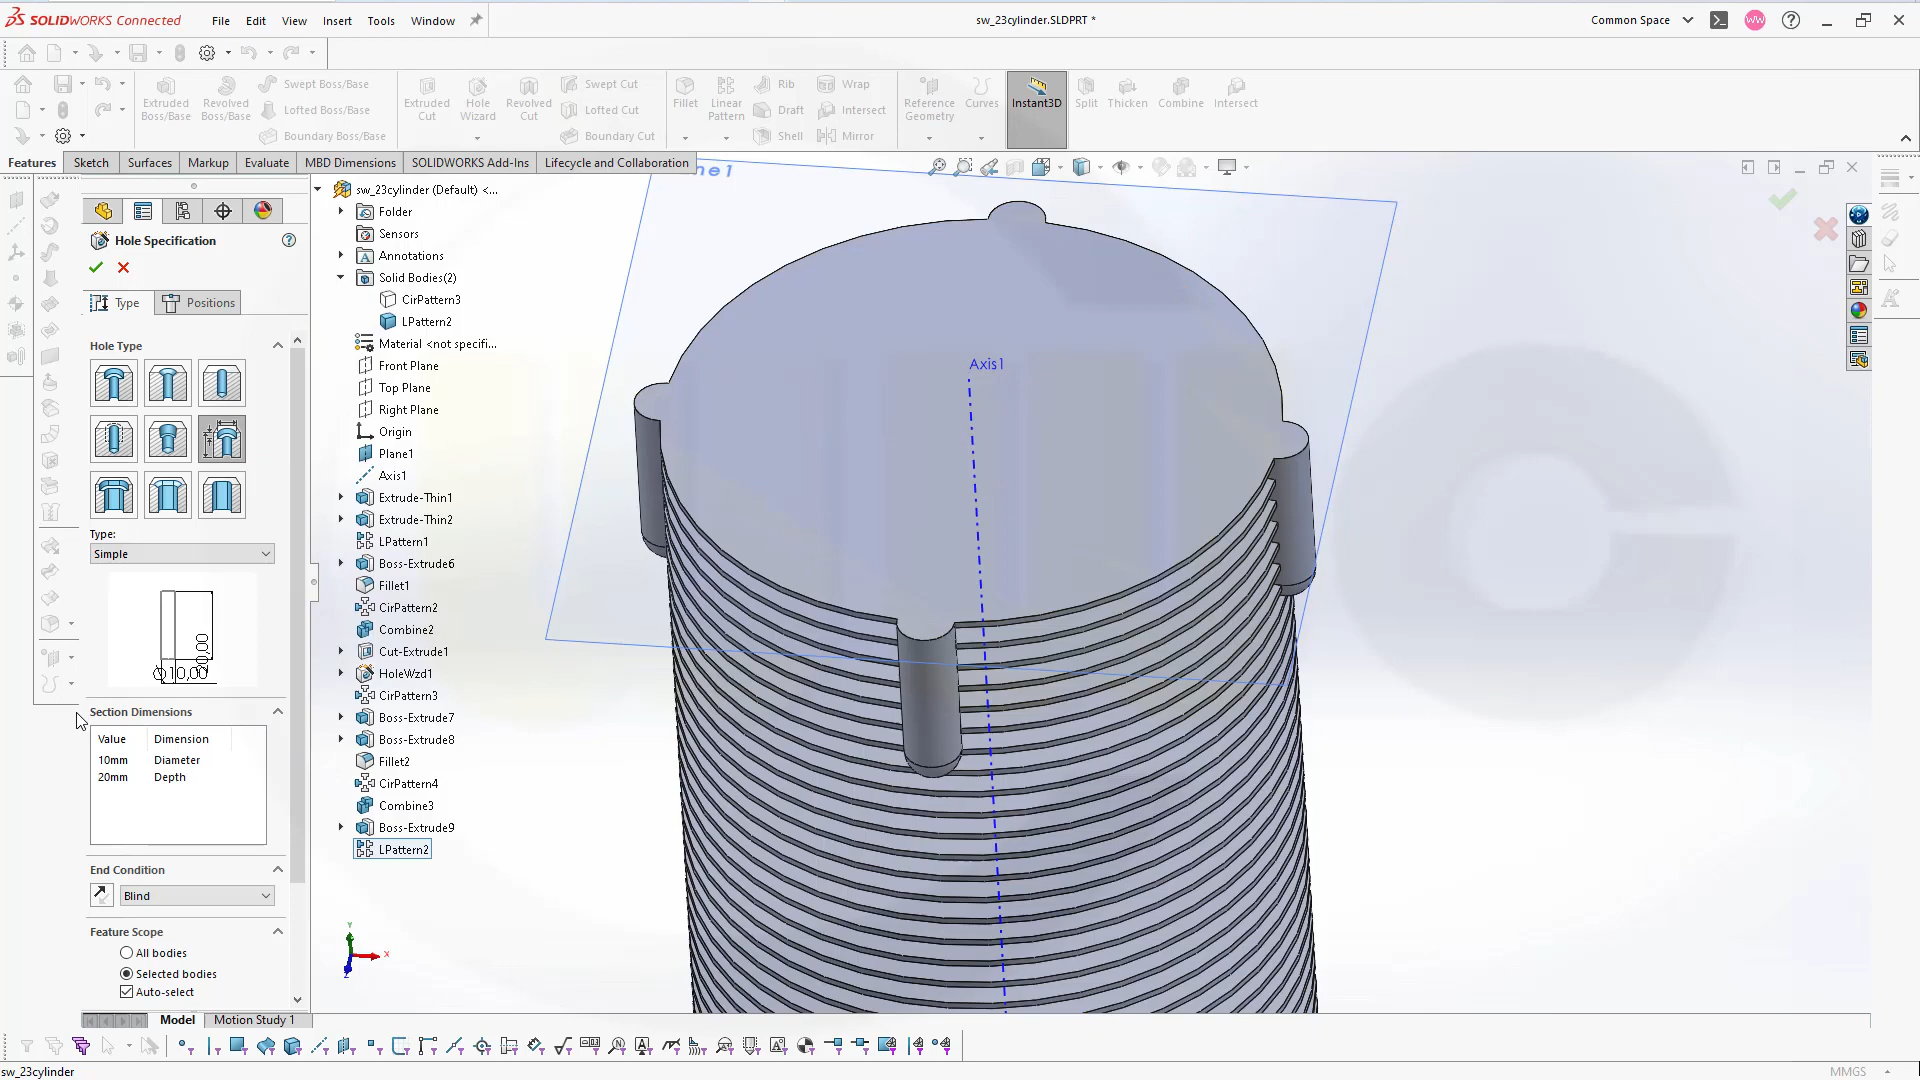 SOLIDWORKS Connected
File
Edit
View
Insert
Tools
Window
sw_23cylinder.SLDPRT *
Common Space
WW
Extruded Boss/Base
Revolved Boss/Base
Swept Boss/Base
Lofted Boss/Base
Boundary Boss/Base
Extruded Cut
Hole Wizard
Revolved Cut
Swept Cut
Lofted Cut
Boundary Cut
Fillet
Linear Pattern
Rib
Draft
Shell
Wrap
Intersect
Mirror
Reference Geometry
Curves
Instant3D
Split
Thicken
Combine
Intersect
Features
Sketch
Surfaces
Markup
Evaluate
MBD Dimensions
SOLIDWORKS Add-Ins
Lifecycle and Collaboration
Hole Specification
Type
Positions
Hole Type
Type:
Simple
10,00
20,00
Section Dimensions
Value Dimension
10mm Diameter
20mm Depth
End Condition
Blind
Feature Scope
All bodies
Selected bodies
Auto-select
sw_23cylinder (Default) <...
Folder
Sensors
Annotations
Solid Bodies(2)
CirPattern3
LPattern2
Material <not specifi...
Front Plane
Top Plane
Right Plane
Origin
Plane1
Axis1
Extrude-Thin1
Extrude-Thin2
LPattern1
Boss-Extrude6
Fillet1
CirPattern2
Combine2
Cut-Extrude1
HoleWzd1
CirPattern3
Boss-Extrude7
Boss-Extrude8
Fillet2
CirPattern4
Combine3
Boss-Extrude9
LPattern2
ne1
Axis1
Y
X
Z
Model
Motion Study 1
sw_23cylinder
MMGS